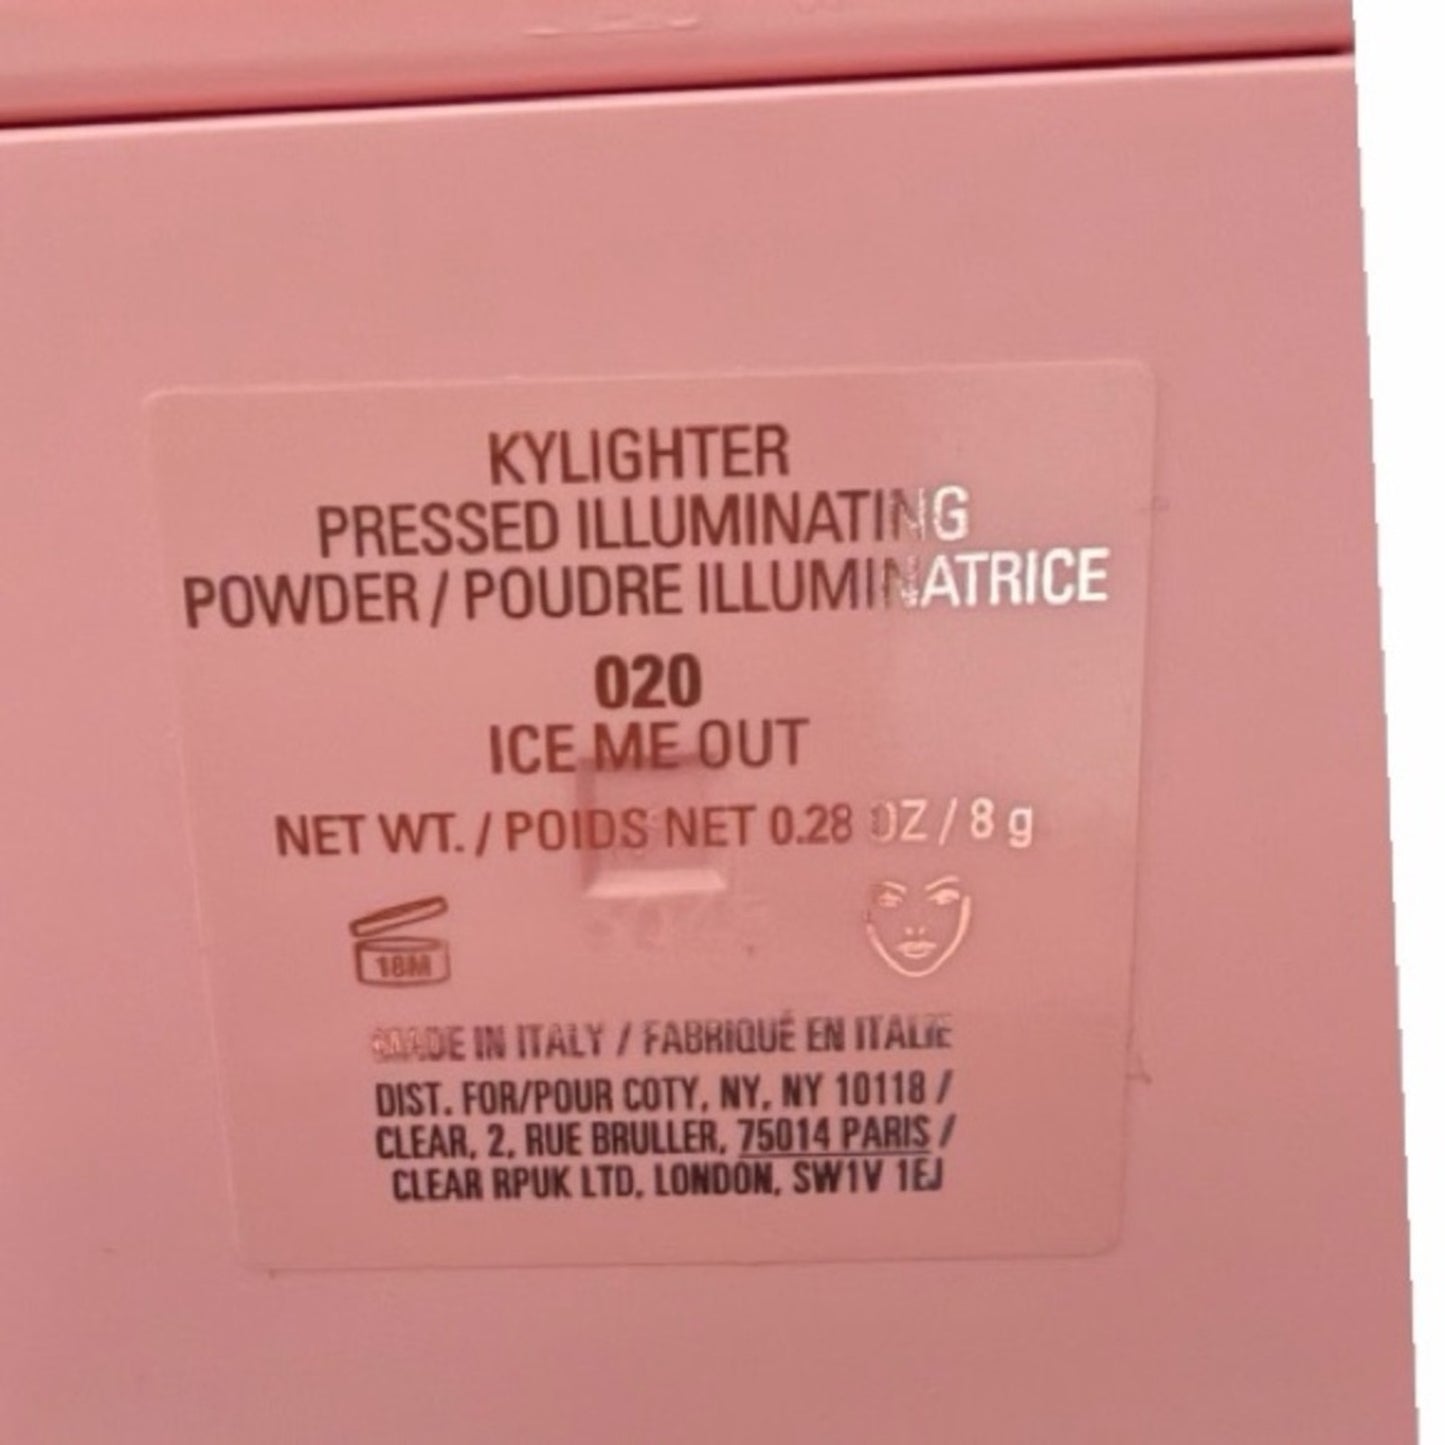 KYLIGHTER
PRESSED ILLUMINATING
POWDER / POUDRE ILLUMINATRICE
020
ICE ME OUT
NET WT. / POIDS NET 0.28 OZ / 8 g
18M
MADE IN ITALY / FABRIQUÉ EN ITALIE
DIST. FOR/POUR COTY, NY, NY 10118 /
CLEAR, 2, RUE BRULLER, 75014 PARIS /
CLEAR RPUK LTD, LONDON, SW1V 1EJ